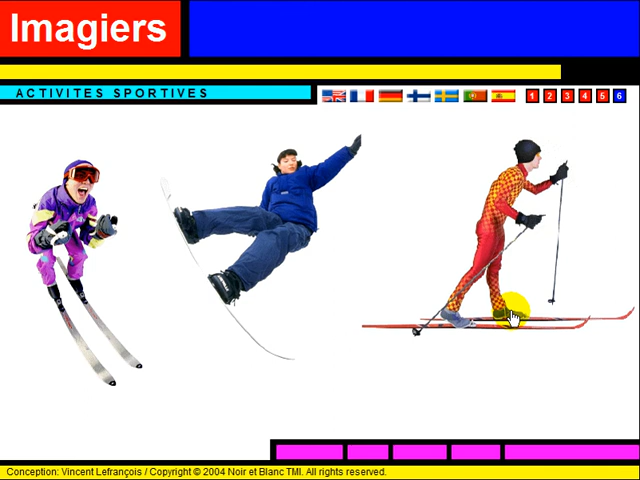 Imagiers
ACTIVITES SPORTIVES
1 2 3 4 5 6
Conception: Vincent Lefrançois / Copyright © 2004 Noir et Blanc TMI. All rights reserved.